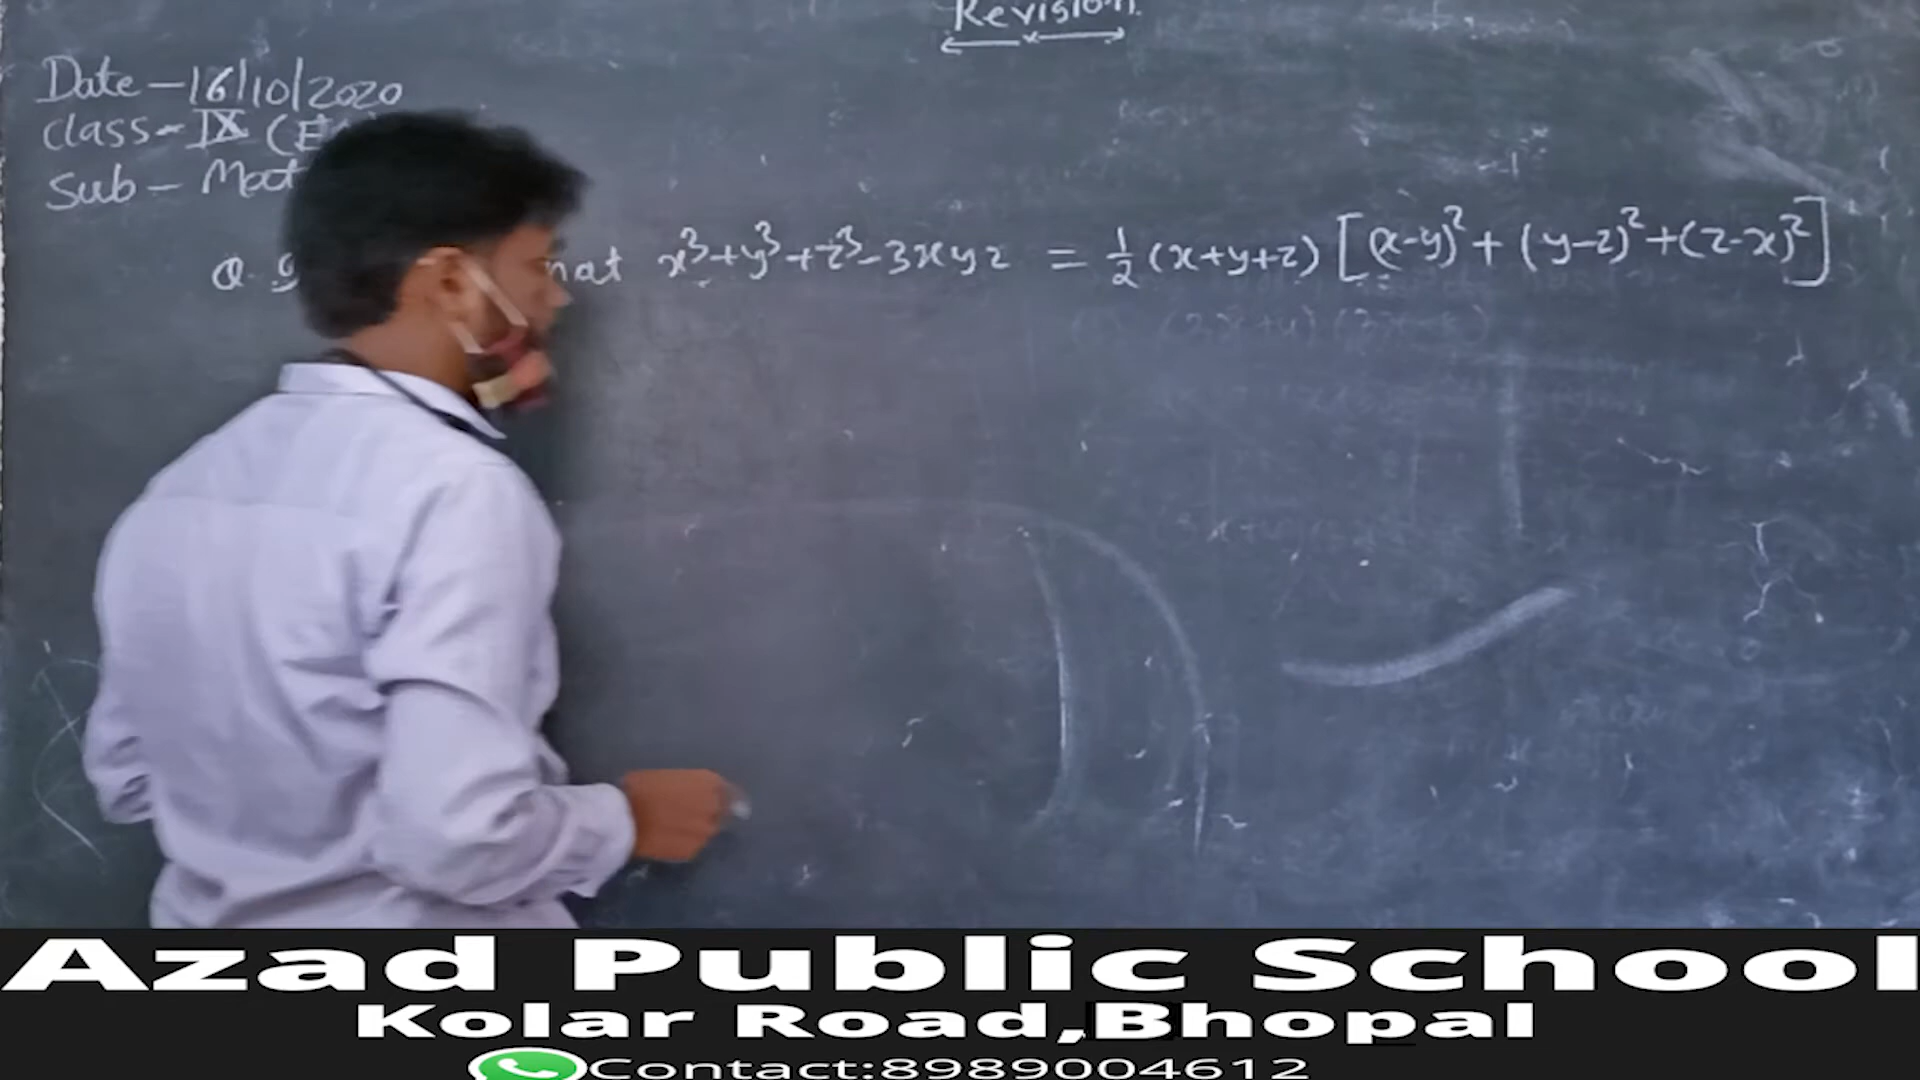 Revision
Date - 16/10/2020
Class - IX (E
Sub - Mat
Q. x³+y³+z³-3xyz = ½(x+y+z) [(x-y)²+(y-z)²+(z-x)²]
Azad Public School
Kolar Road,Bhopal
Contact:8989004612